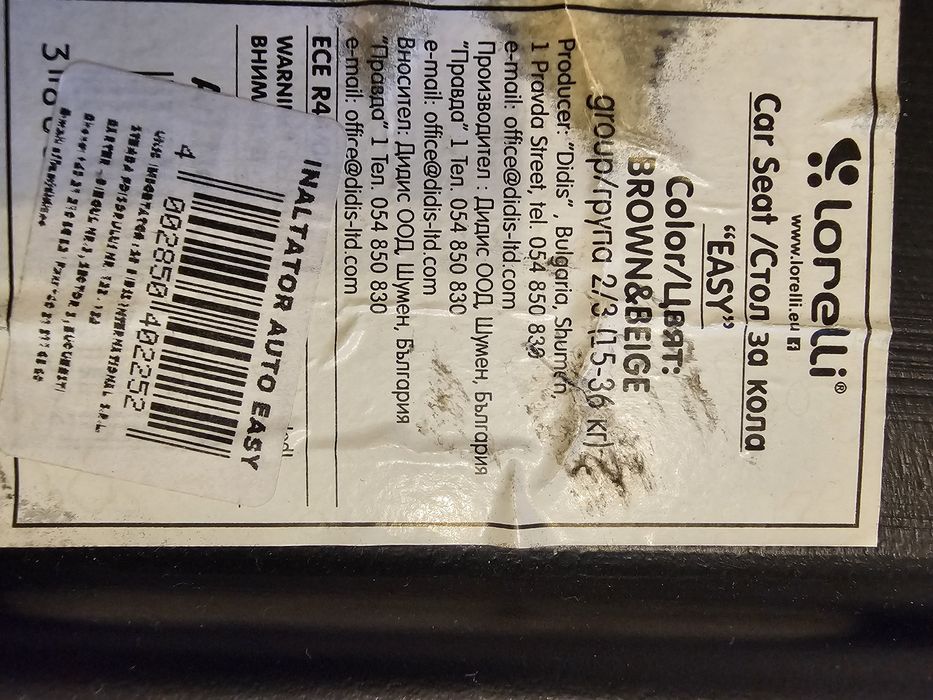 Lorelli®
www.lorelli.eu
Car Seat /Стол за кола
“EASY”
Color/Цвят:
BROWN&BEIGE
group/група 2/3 (15-36 кг)
Producer: “Didis”, Bulgaria, Shumen,
1 Pravda Street, tel. 054 850 830
e-mail: office@didis-ltd.com
Производител : Дидис ООД, Шумен, България
“Правда” 1 Тел. 054 850 830
e-mail: office@didis-ltd.com
Вносител: Дидис ООД, Шумен, България
“Правда” 1 Тел. 054 850 830
e-mail: office@didis-ltd.com
ECE R4
WARNI
ВНИМ
INALTATOR AUTO EASY
4 002850 402252